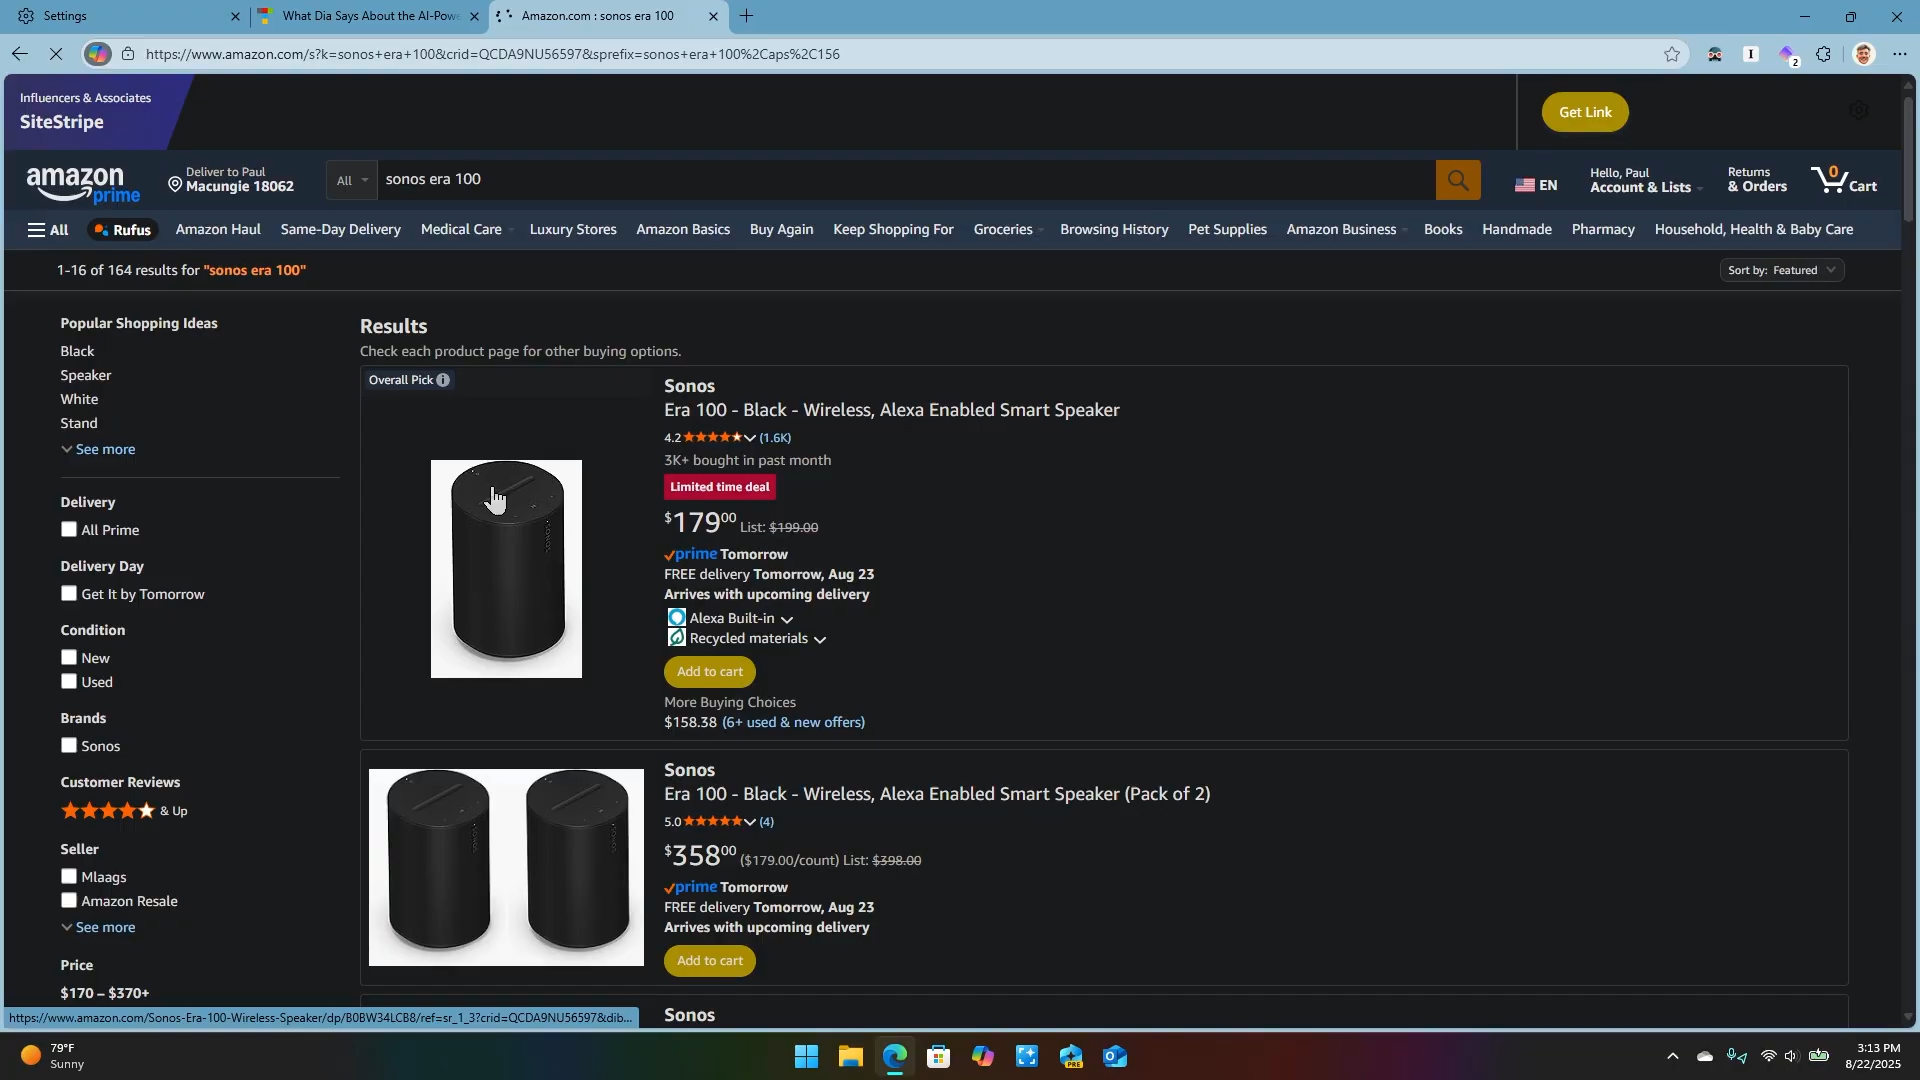 Settings
What Dia Says About the AI-Powe
Amazon.com : sonos era 100
https://www.amazon.com/s?k=sonos+era+100&crid=QCDA9NU56597&sprefix=sonos+era+100%2Caps%2C156
2
Influencers & Associates
SiteStripe
Get Link
amazon prime
Deliver to Paul
Macungie 18062
All
sonos era 100
EN
Hello, Paul
Account & Lists
Returns
& Orders
0
Cart
All
Rufus
Amazon Haul
Same-Day Delivery
Medical Care
Luxury Stores
Amazon Basics
Buy Again
Keep Shopping For
Groceries
Browsing History
Pet Supplies
Amazon Business
Books
Handmade
Pharmacy
Household, Health & Baby Care
1-16 of 164 results for "sonos era 100"
Sort by: Featured
Popular Shopping Ideas
Black
Speaker
White
Stand
See more
Delivery
All Prime
Delivery Day
Get It by Tomorrow
Condition
New
Used
Brands
Sonos
Customer Reviews
& Up
Seller
Mlaags
Amazon Resale
See more
Price
$170 – $370+
Results
Check each product page for other buying options.
Overall Pick
SONOS
Sonos
Era 100 - Black - Wireless, Alexa Enabled Smart Speaker
4.2 (1.6K)
3K+ bought in past month
Limited time deal
$17900 List: $199.00
prime Tomorrow
FREE delivery Tomorrow, Aug 23
Arrives with upcoming delivery
Alexa Built-in
Recycled materials
Add to cart
More Buying Choices
$158.38 (6+ used & new offers)
SONOS
SONOS
Sonos
Era 100 - Black - Wireless, Alexa Enabled Smart Speaker (Pack of 2)
5.0 (4)
$35800 ($179.00/count) List: $398.00
prime Tomorrow
FREE delivery Tomorrow, Aug 23
Arrives with upcoming delivery
Add to cart
Sonos
https://www.amazon.com/Sonos-Era-100-Wireless-Speaker/dp/B0BW34LCB8/ref=sr_1_3?crid=QCDA9NU56597&dib...
79°F
Sunny
PRE
3:13 PM
8/22/2025